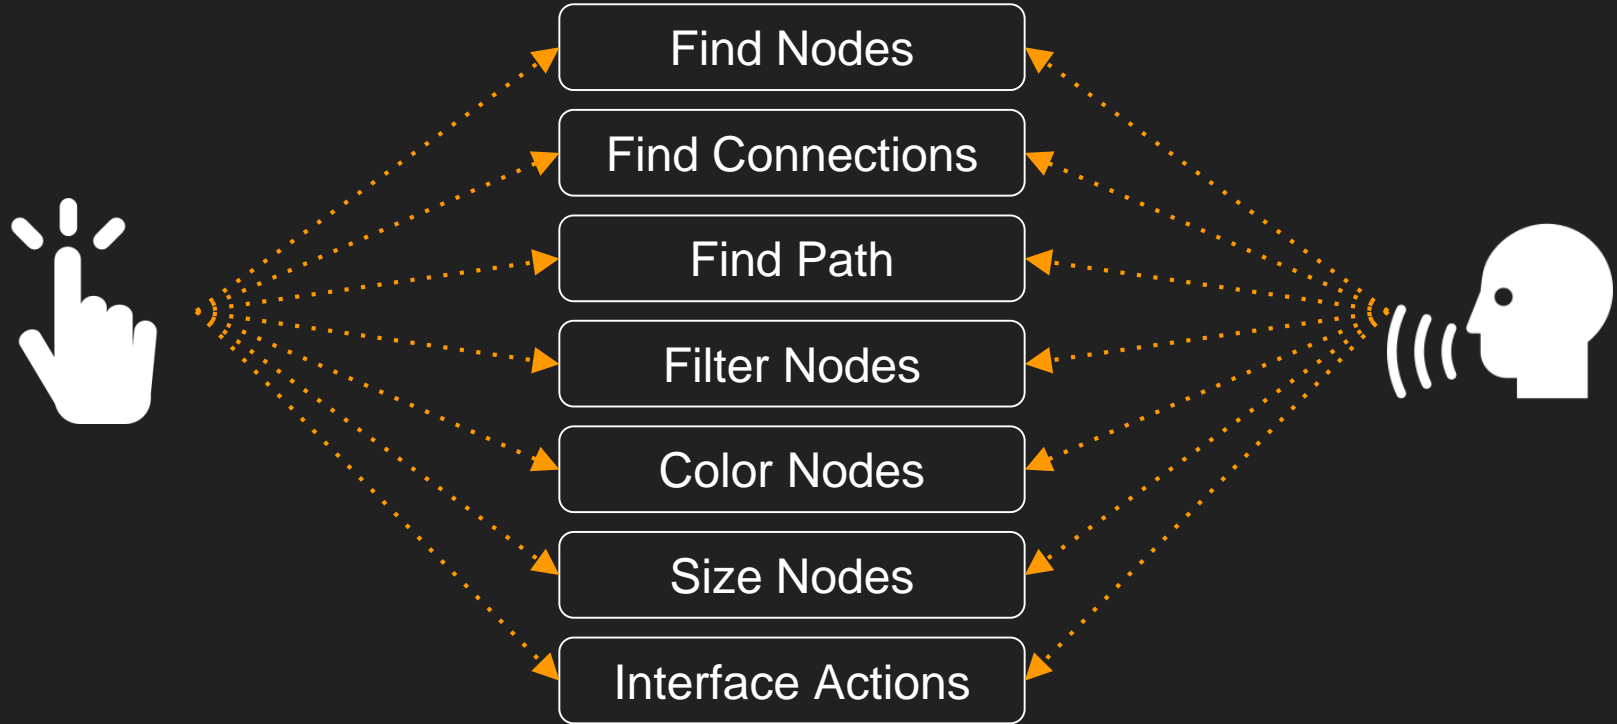 Find Nodes
Find Connections
Find Path
Filter Nodes
Color Nodes
Size Nodes
Interface Actions